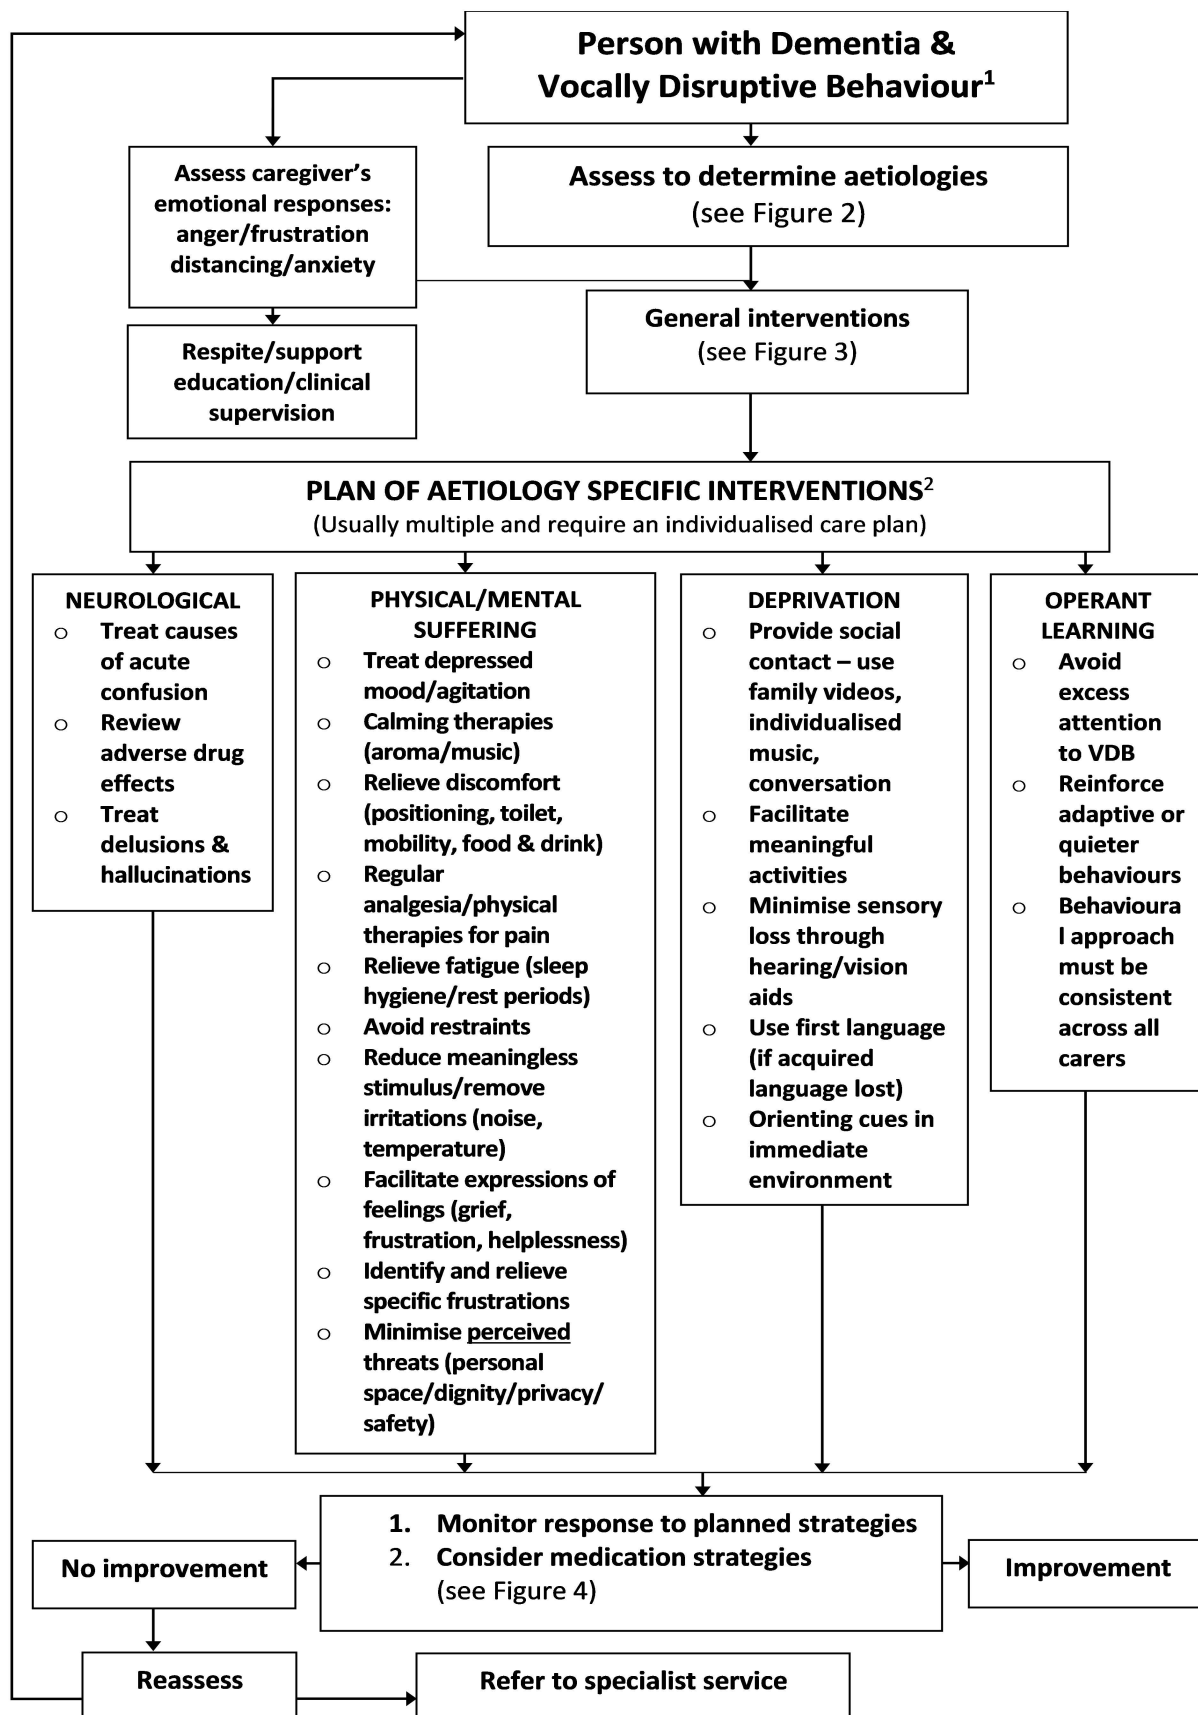 Person with Dementia &
Vocally Disruptive Behaviour1
Assess caregiver's
emotional responses:
anger/frustration
distancing/anxiety
Assess to determine aetiologies
(see Figure 2)
Respite/support
education/clinical
supervision
General interventions
(see Figure 3)
PLAN OF AETIOLOGY SPECIFIC INTERVENTIONS2
(Usually multiple and require an individualised care plan)
NEUROLOGICAL
o Treat causes
of acute
confusion
o Review
adverse drug
effects
o Treat
delusions &
hallucinations
PHYSICAL/MENTAL
SUFFERING
o Treat depressed
mood/agitation
o Calming therapies
(aroma/music)
o Relieve discomfort
(positioning, toilet,
mobility, food & drink)
o Regular
analgesia/physical
therapies for pain
o Relieve fatigue (sleep
hygiene/rest periods)
o Avoid restraints
o Reduce meaningless
stimulus/remove
irritations (noise,
temperature)
o Facilitate expressions of
feelings (grief,
frustration, helplessness)
o Identify and relieve
specific frustrations
o Minimise perceived
threats (personal
space/dignity/privacy/
safety)
DEPRIVATION
o Provide social
contact – use
family videos,
individualised
music,
conversation
o Facilitate
meaningful
activities
o Minimise sensory
loss through
hearing/vision
aids
o Use first language
(if acquired
language lost)
o Orienting cues in
immediate
environment
OPERANT
LEARNING
o Avoid
excess
attention
to VDB
o Reinforce
adaptive or
quieter
behaviours
o Behavioura
l approach
must be
consistent
across all
carers
1. Monitor response to planned strategies
2. Consider medication strategies
(see Figure 4)
No improvement
Improvement
Reassess
Refer to specialist service